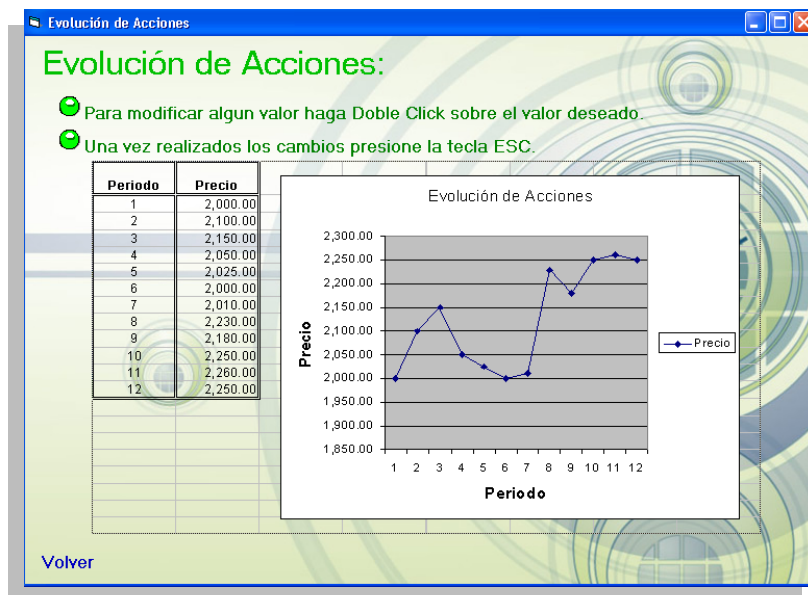 Evolución de Acciones
Evolución de Acciones:
Para modificar algun valor haga Doble Click sobre el valor deseado.
Una vez realizados los cambios presione la tecla ESC.
Periodo Precio
1 2,000.00
2 2,100.00
3 2,150.00
4 2,050.00
5 2,025.00
6 2,000.00
7 2,010.00
8 2,230.00
9 2,180.00
10 2,250.00
11 2,260.00
12 2,250.00
Evolución de Acciones
2,300.00
2,250.00
2,200.00
2,150.00
2,100.00
2,050.00
2,000.00
1,950.00
1,900.00
1,850.00
Precio
1 2 3 4 5 6 7 8 9 10 11 12
Periodo
Precio
Volver